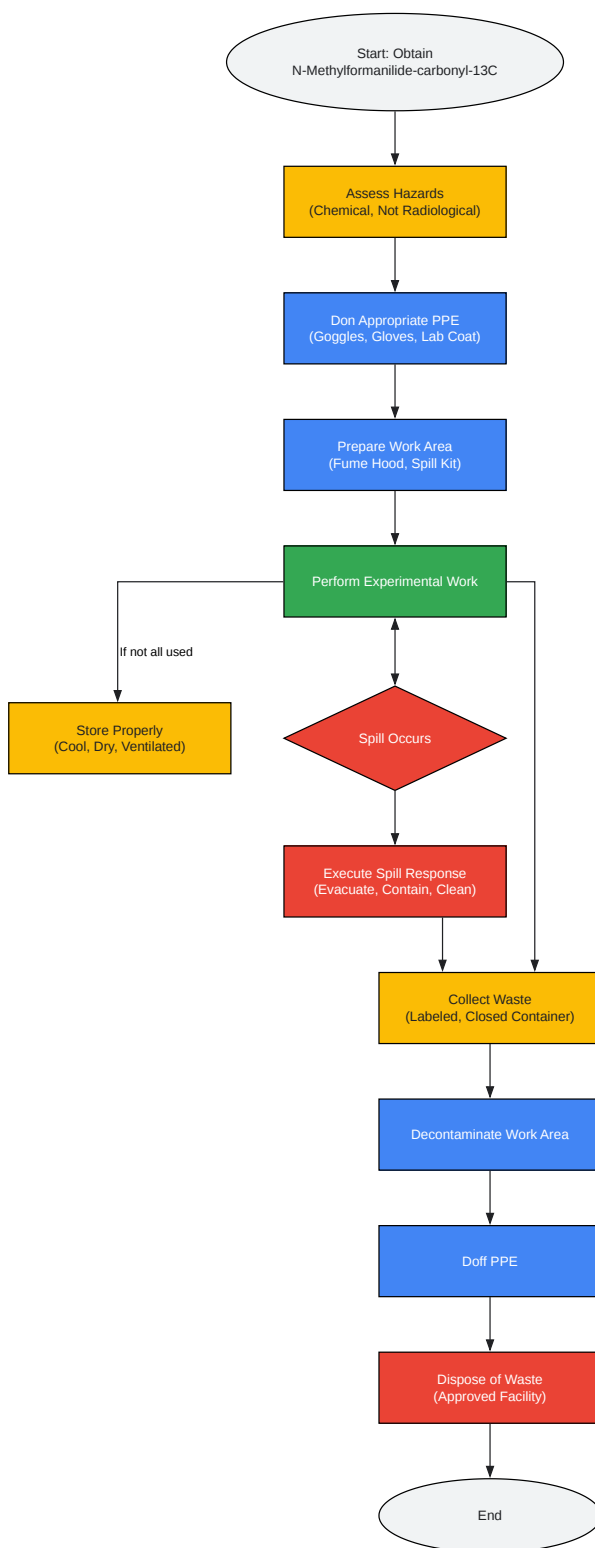 Start: Obtain
N-Methylformanilide-carbonyl-13C
Assess Hazards
(Chemical, Not Radiological)
Don Appropriate PPE
(Goggles, Gloves, Lab Coat)
Prepare Work Area
(Fume Hood, Spill Kit)
Perform Experimental Work
If not all used
Store Properly
(Cool, Dry, Ventilated)
Spill Occurs
Execute Spill Response
(Evacuate, Contain, Clean)
Collect Waste
(Labeled, Closed Container)
Decontaminate Work Area
Doff PPE
Dispose of Waste
(Approved Facility)
End